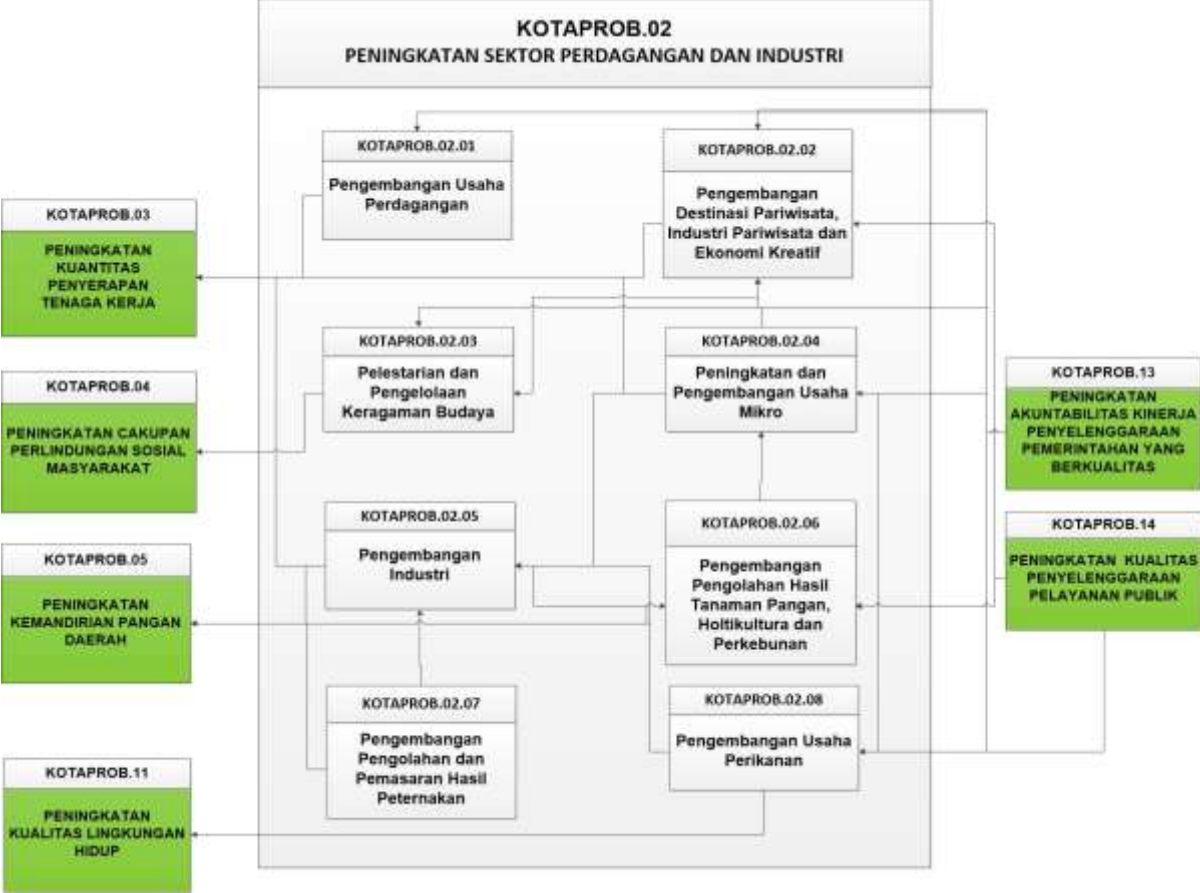 KOTAPROB.02
PENINGKATAN SEKTOR PERDAGANGAN DAN INDUSTRI
KOTAPROB.02.01
Pengembangan Usaha
Perdagangan
KOTAPROB.02.02
Pengembangan
Destinasi Pariwisata,
Industri Pariwisata dan
Ekonomi Kreatif
KOTAPROB.03
PENINGKATAN
KUANTITAS
PENYERAPAN
TENAGA KERJA
KOTAPROB.02.03
Pelestarian dan
Pengelolaan
Keragaman Budaya
KOTAPROB.02.04
Peningkatan dan
Pengembangan Usaha
Mikro
KOTAPROB.04
PENINGKATAN CAKUPAN
PERLINDUNGAN SOSIAL
MASYARAKAT
KOTAPROB.13
PENINGKATAN
AKUNTABILITAS KINERJA
PENYELENGGARAAN
PEMERINTAHAN YANG
BERKUALITAS
KOTAPROB.02.05
Pengembangan
Industri
KOTAPROB.02.06
Pengembangan
Pengolahan Hasil
Tanaman Pangan,
Holtikultura dan
Perkebunan
KOTAPROB.14
PENINGKATAN KUALITAS
PENYELENGGARAAN
PELAYANAN PUBLIK
KOTAPROB.05
PENINGKATAN
KEMANDIRIAN PANGAN
DAERAH
KOTAPROB.02.07
Pengembangan
Pengolahan dan
Pemasaran Hasil
Peternakan
KOTAPROB.02.08
Pengembangan Usaha
Perikanan
KOTAPROB.11
PENINGKATAN
KUALITAS LINGKUNGAN
HIDUP